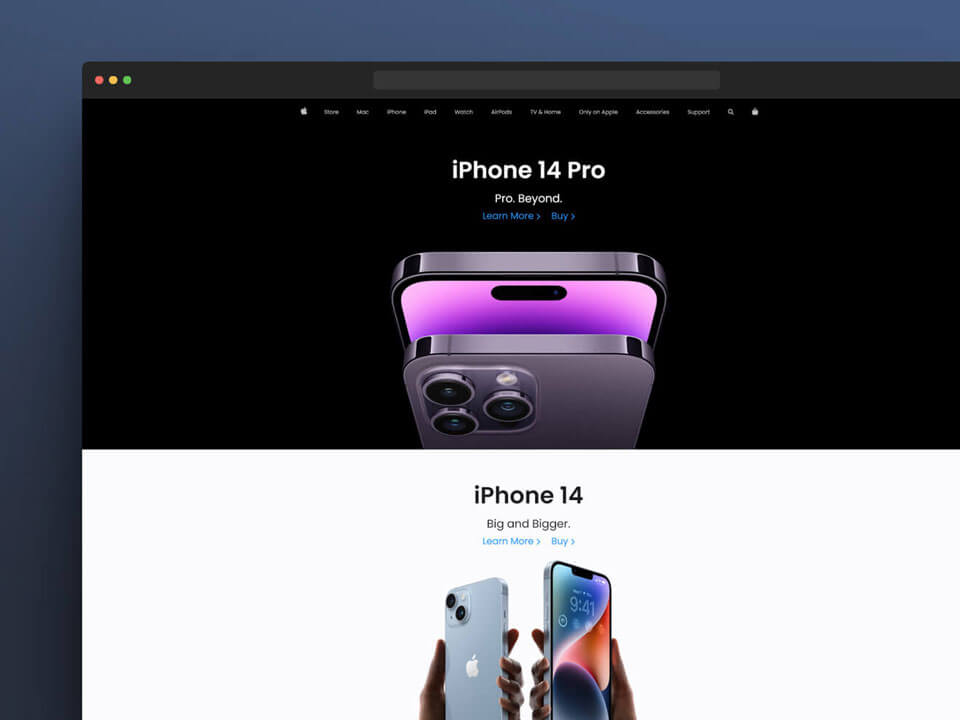 Store Mac iPhone iPad Watch AirPods TV & Home Only on Apple Accessories Support
iPhone 14 Pro
Pro. Beyond.
Learn More > Buy >
iPhone 14
Big and Bigger.
Learn More > Buy >
9:41